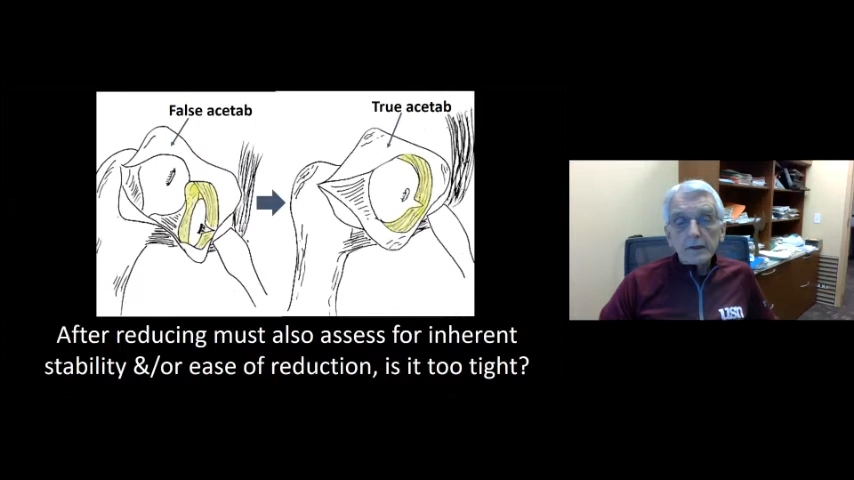 False acetab
True acetab
After reducing must also assess for inherent
stability &/or ease of reduction, is it too tight?